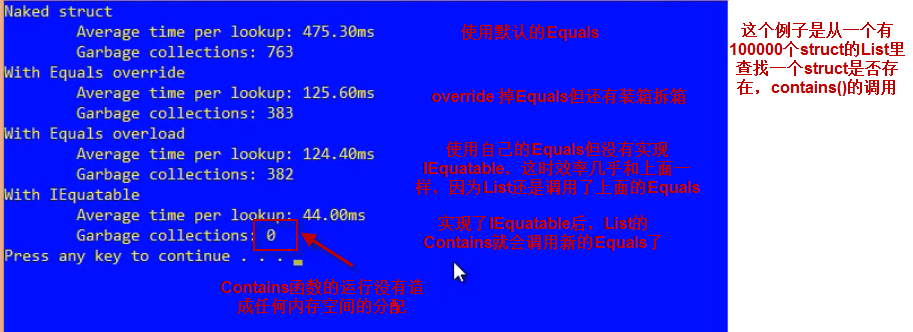 Naked struct
Average time per lookup: 475.30ms
Garbage collections: 763
With Equals override
Average time per lookup: 125.60ms
Garbage collections: 383
With Equals overload
Average time per lookup: 124.40ms
Garbage collections: 382
With IEquatable
Average time per lookup: 44.00ms
Garbage collections: 0
Press any key to continue . . .
使用默认的Equals
override 掉Equals但还有装箱拆箱
使用自己的Equals但没有实现
IEquatable，这时效率几乎和上面一
样，因为List还是调用了上面的Equals
实现了IEquatable后，List的
Contains就会调用新的Equals了
Contains函数的运行没有造
成任何内存空间的分配
这个例子是从一个有
100000个struct的List里
查找一个struct是否存
在，contains()的调用